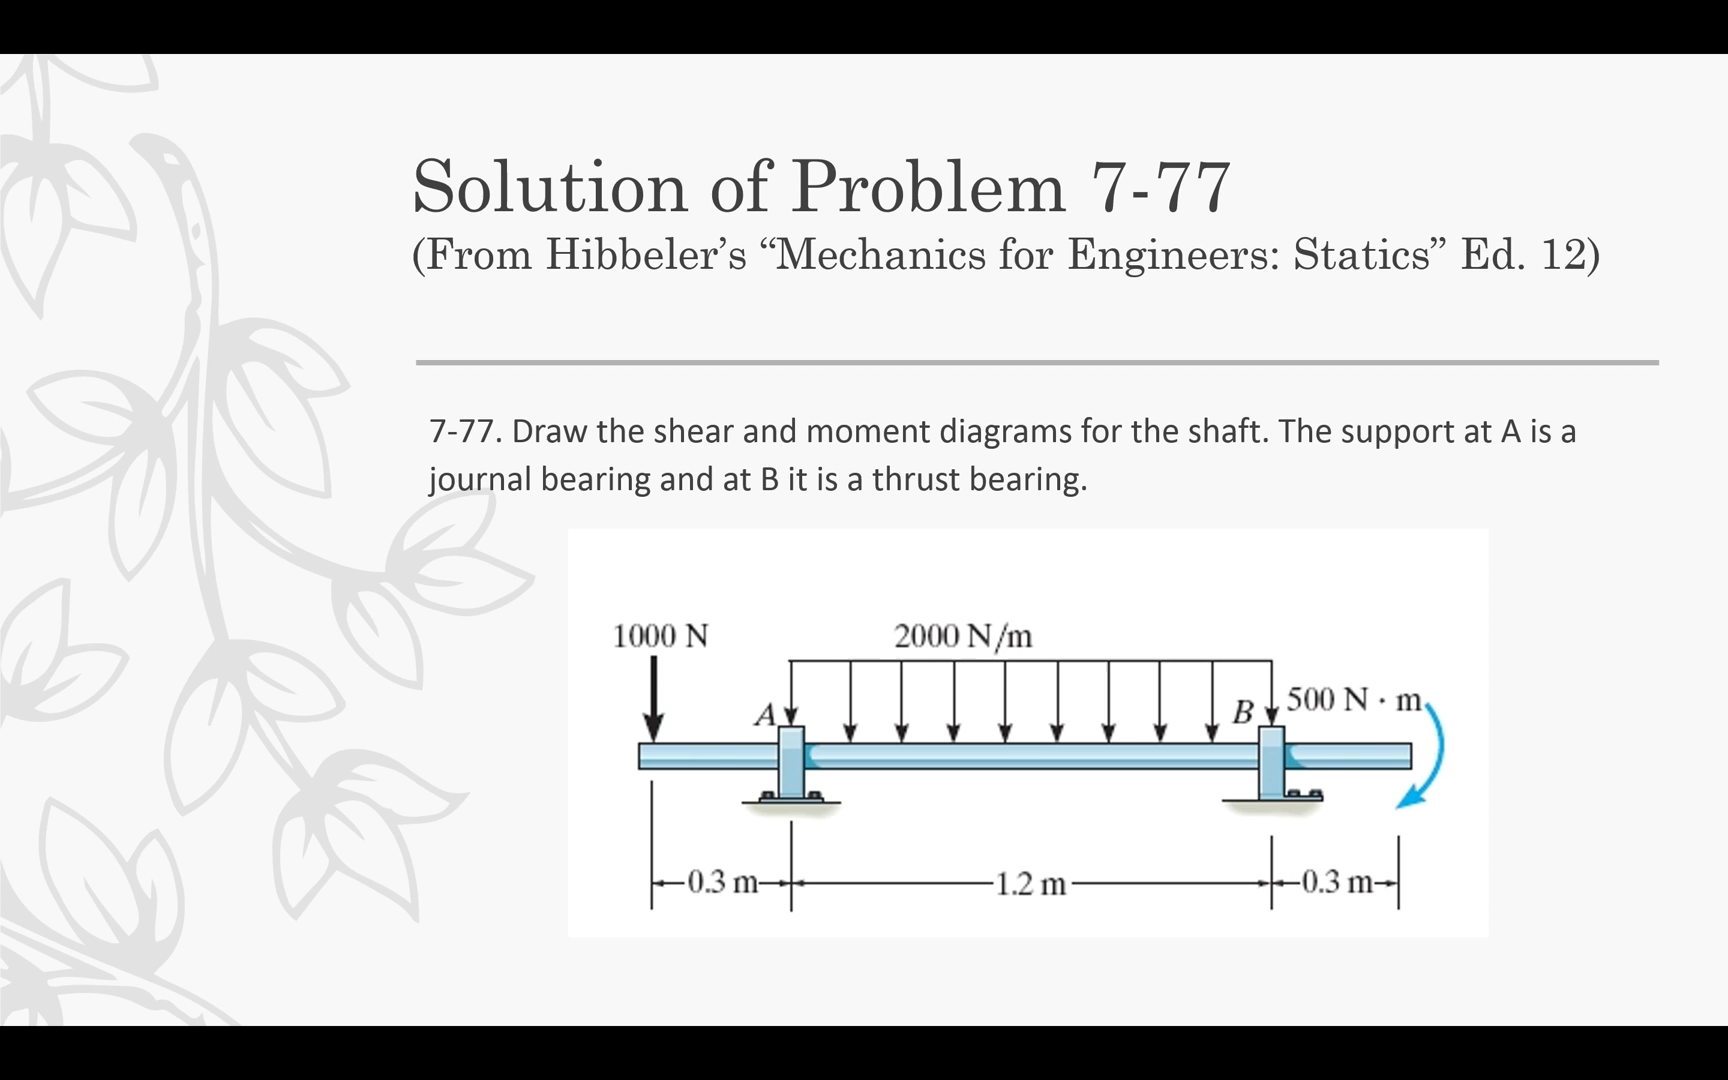 Solution of Problem 7-77
(From Hibbeler’s “Mechanics for Engineers: Statics” Ed. 12)
7-77. Draw the shear and moment diagrams for the shaft. The support at A is a
journal bearing and at B it is a thrust bearing.
1000 N
2000 N/m
A
B
500 N · m
0.3 m
1.2 m
0.3 m